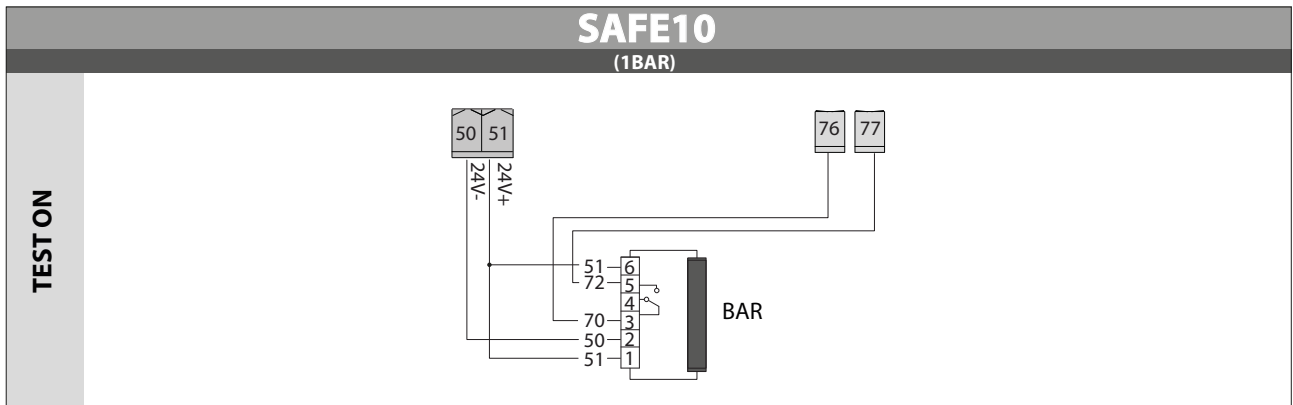 SAFE10
(1BAR)
TEST ON
50 51
76 77
24V-
24V+
51 6
72 5
4
70 3
50 2
51 1
BAR